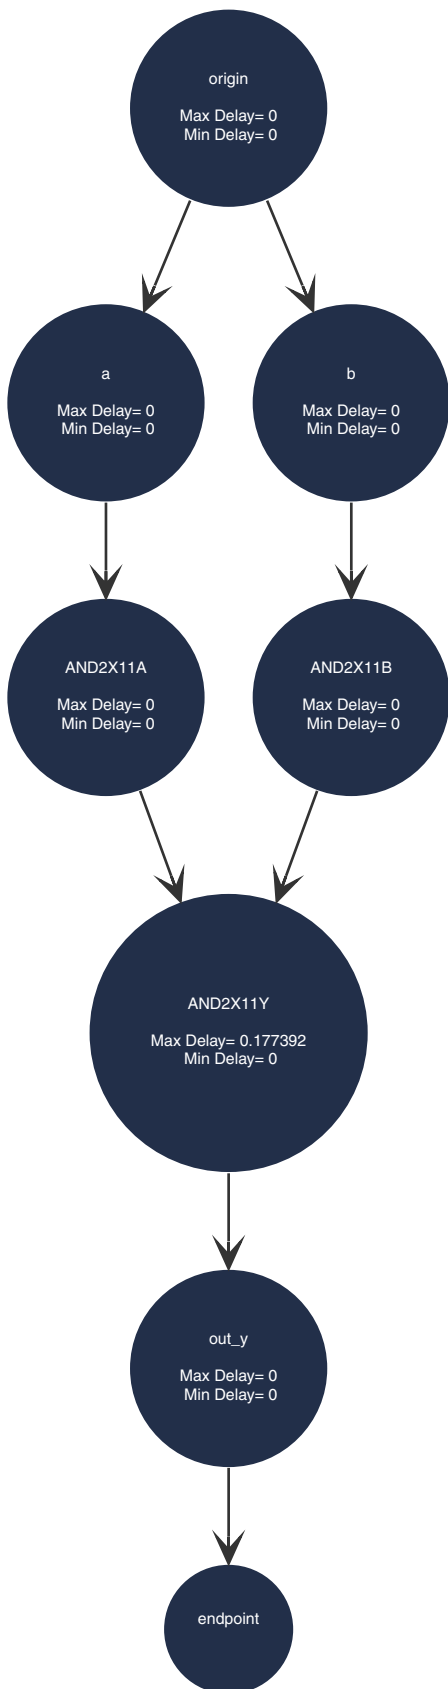 origin
Max Delay= 0
Min Delay= 0
a
Max Delay= 0
Min Delay= 0
b
Max Delay= 0
Min Delay= 0
AND2X11A
Max Delay= 0
Min Delay= 0
AND2X11B
Max Delay= 0
Min Delay= 0
AND2X11Y
Max Delay= 0.177392
Min Delay= 0
out_y
Max Delay= 0
Min Delay= 0
endpoint